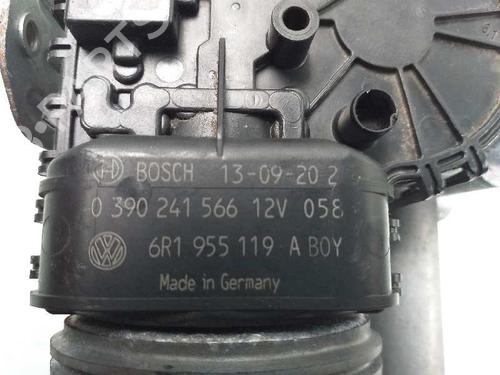 BOSCH 13-09-20 2
0 390 241 566 12V 058
6R1 955 119 A BOY
Made in Germany